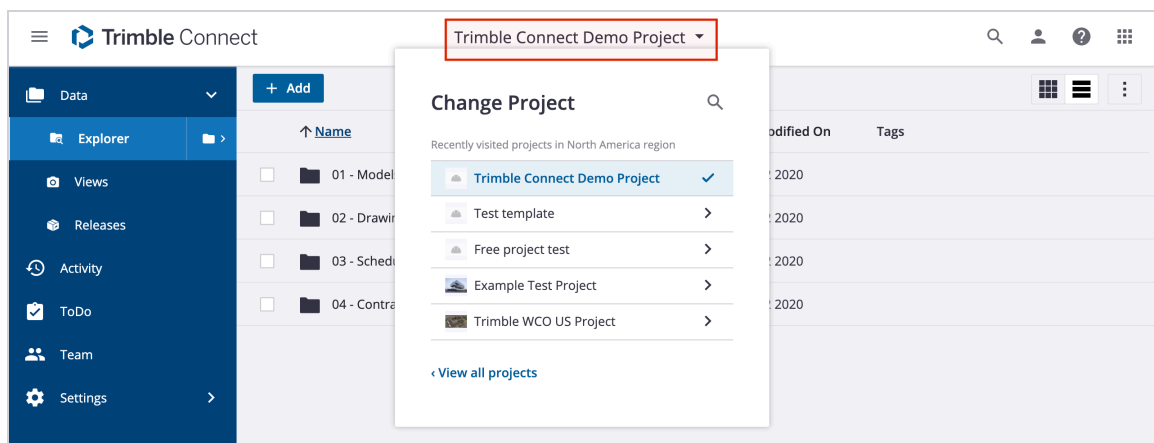 Trimble Connect
Trimble Connect Demo Project
Data
Explorer
Views
Releases
Activity
ToDo
Team
Settings
+ Add
Name
Tags
01 - Model
02 - Drawin
03 - Sched
04 - Contra
odified On
2020
2020
2020
2020
Change Project
Recently visited projects in North America region
Trimble Connect Demo Project
Test template
Free project test
Example Test Project
Trimble WCO US Project
‹ View all projects